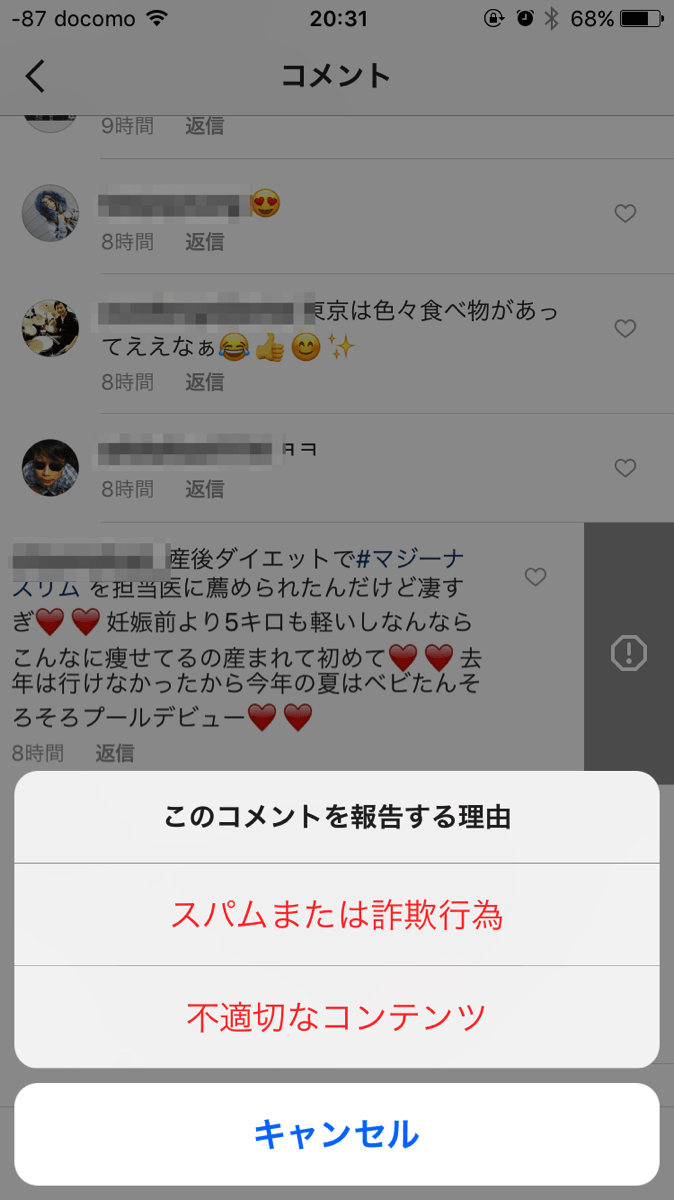 -87 docomo 20:31 68%
コメント
9時間 返信
😍
8時間 返信
東京は色々食べ物があっ
てええなぁ😂👍😊✨
8時間 返信
ョョ
8時間 返信
産後ダイエットで#マジーナ
スリム を担当医に薦められたんだけど凄す
ぎ❤️❤️妊娠前より5キロも軽いしなんなら
こんなに痩せてるの産まれて初めて❤️❤️去
年は行けなかったから今年の夏はベビたんそ
ろそろプールデビュー❤️❤️
8時間 返信
このコメントを報告する理由
スパムまたは詐欺行為
不適切なコンテンツ
キャンセル